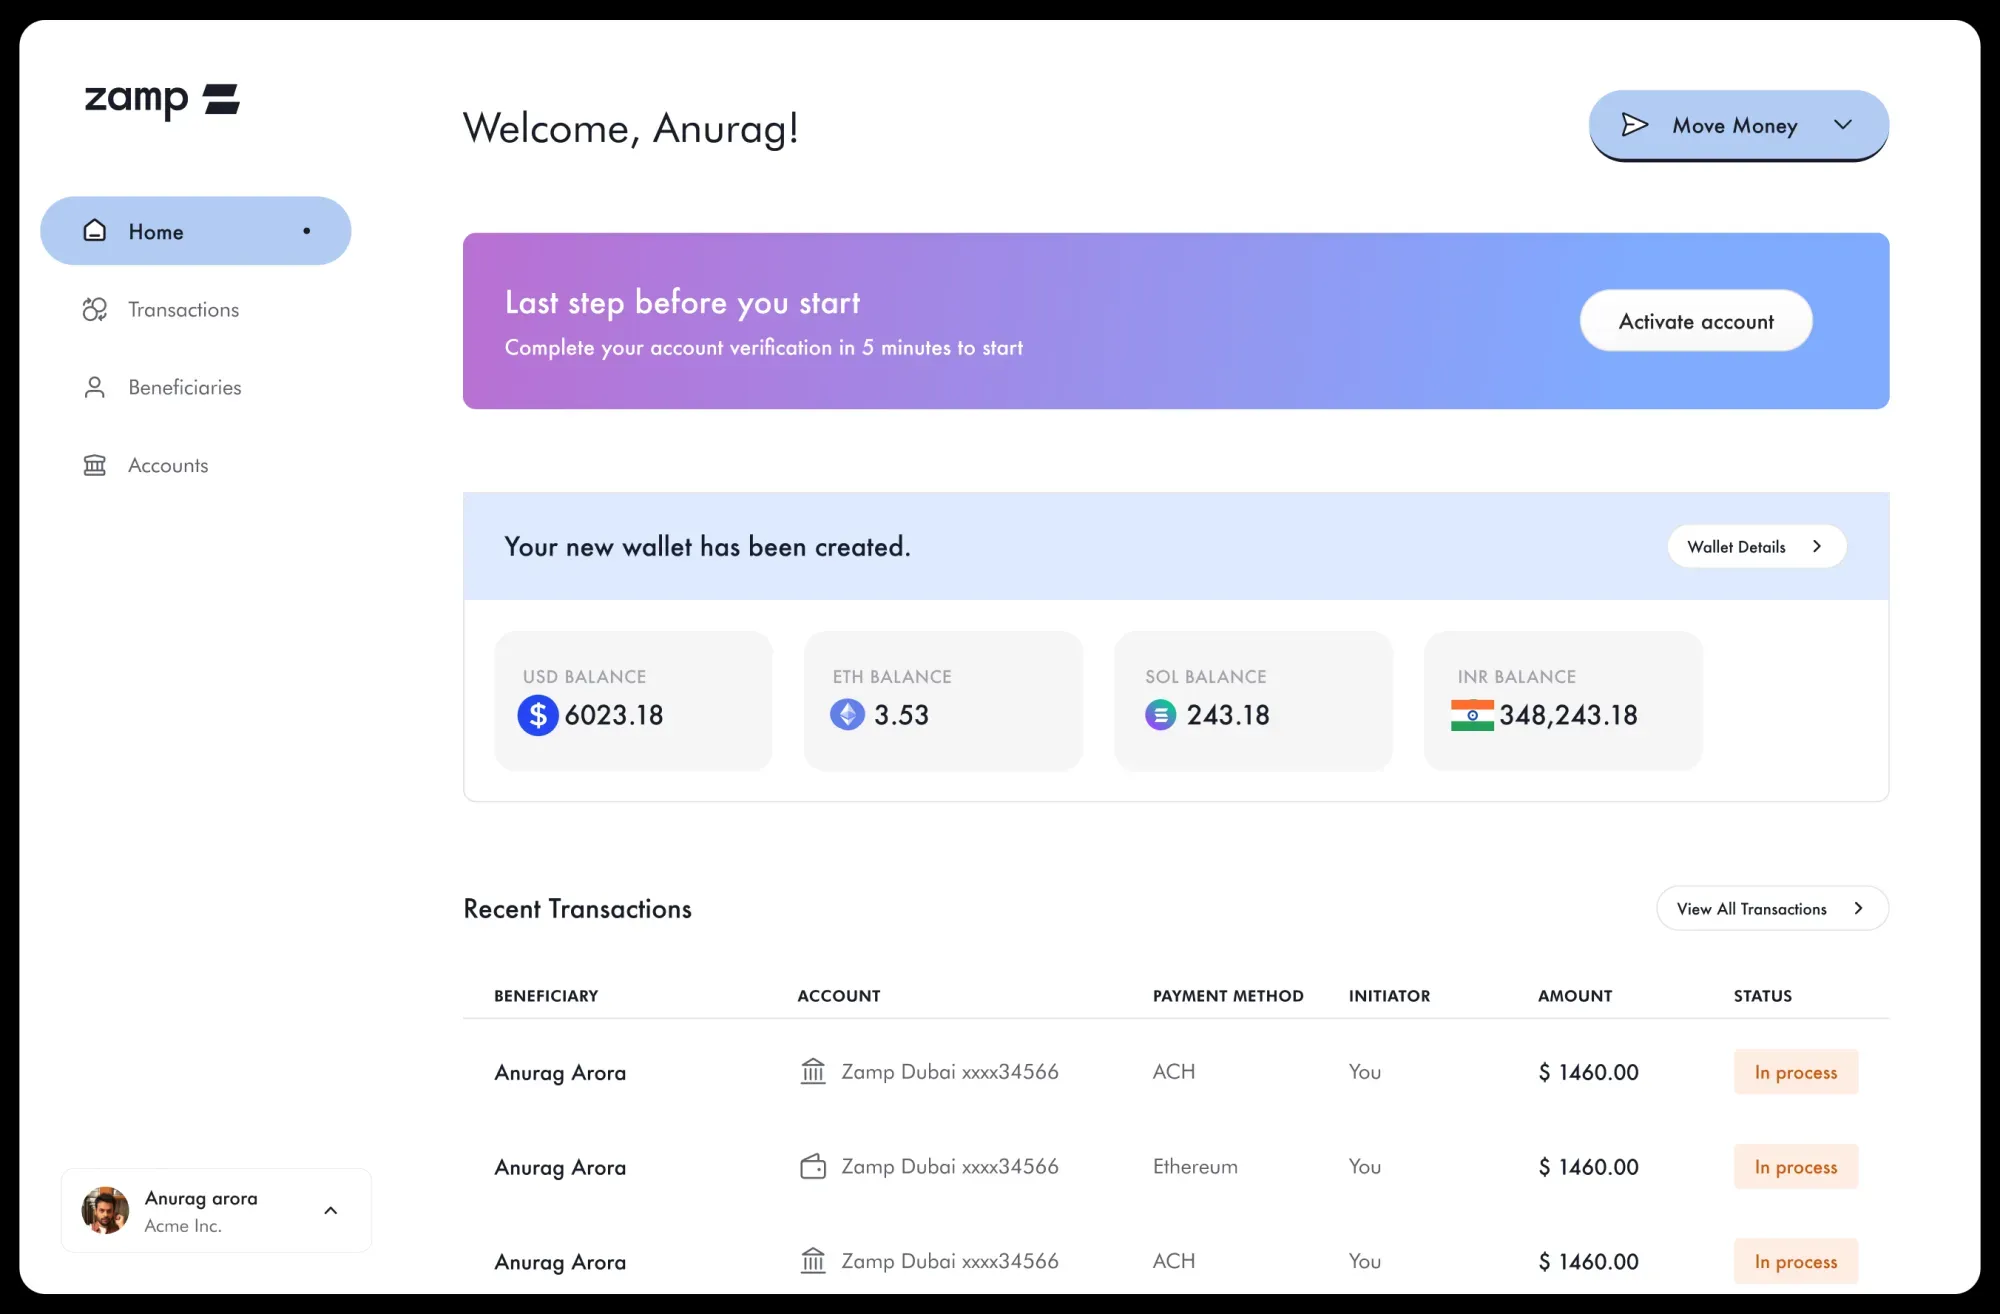 zamp
Home
Transactions
Beneficiaries
Accounts
Anurag arora
Acme Inc.
Welcome, Anurag!
Move Money
Last step before you start
Complete your account verification in 5 minutes to start
Activate account
Your new wallet has been created.
Wallet Details
USD BALANCE
$ 6023.18
ETH BALANCE
3.53
SOL BALANCE
243.18
INR BALANCE
348,243.18
Recent Transactions
View All Transactions
BENEFICIARY ACCOUNT PAYMENT METHOD INITIATOR AMOUNT STATUS
Anurag Arora Zamp Dubai xxxx34566 ACH You $ 1460.00 In process
Anurag Arora Zamp Dubai xxxx34566 Ethereum You $ 1460.00 In process
Anurag Arora Zamp Dubai xxxx34566 ACH You $ 1460.00 In process